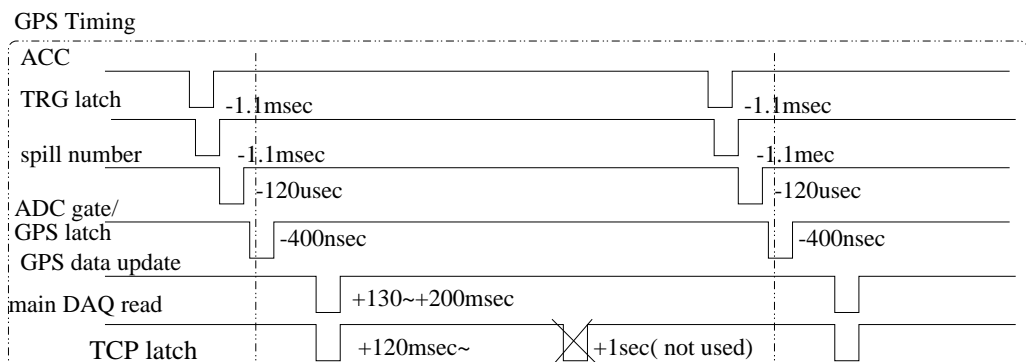 GPS Timing
ACC
TRG latch
-1.1msec
-1.1msec
spill number
-1.1msec
-1.1mec
-120usec
-120usec
ADC gate/
GPS latch
-400nsec
-400nsec
GPS data update
main DAQ read
+130~+200msec
TCP latch
+120msec~
+1sec( not used)